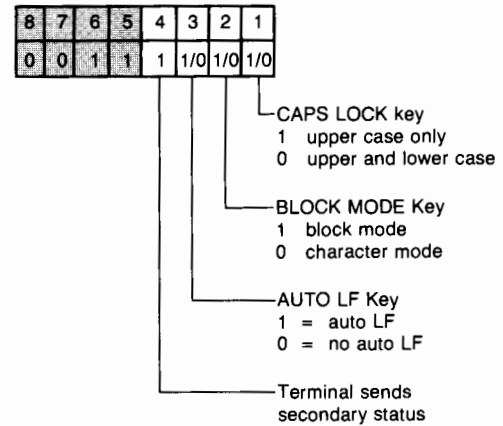 8 7 6 5 4 3 2 1
0 0 1 1 1 1/0 1/0 1/0
CAPS LOCK key
1 upper case only
0 upper and lower case
BLOCK MODE Key
1 block mode
0 character mode
AUTO LF Key
1 = auto LF
0 = no auto LF
Terminal sends
secondary status